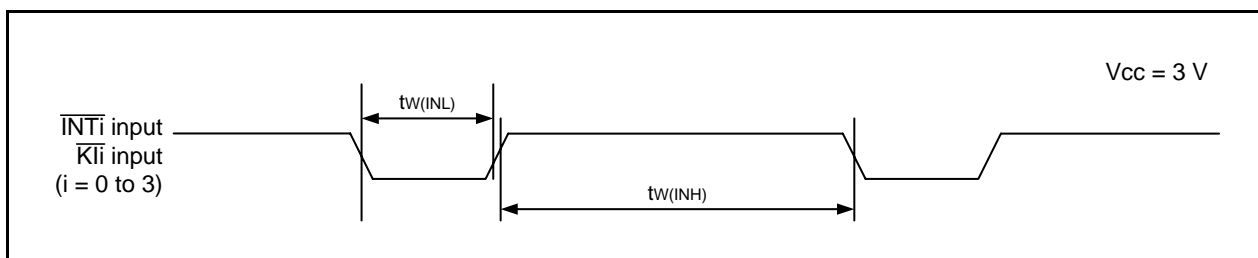 Vcc = 3 V
tW(INL)
INTi input
KIi input
(i = 0 to 3)
tW(INH)